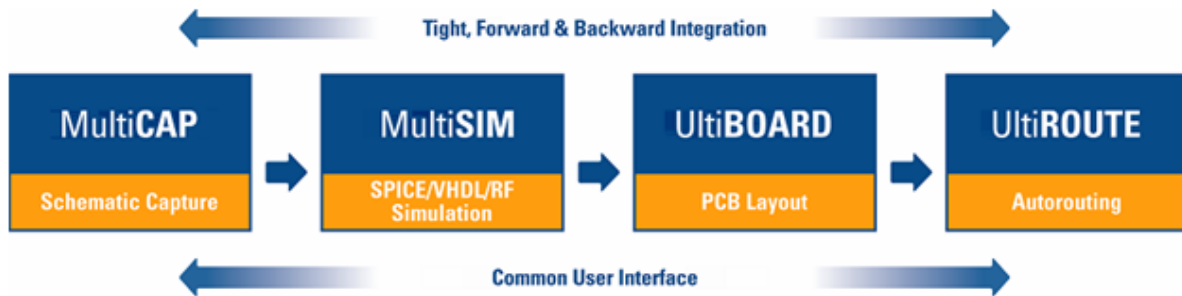 Tight, Forward & Backward Integration
MultiCAP
Schematic Capture
MultiSIM
SPICE/VHDL/RF
Simulation
UltiBOARD
PCB Layout
UltiROUTE
Autorouting
Common User Interface